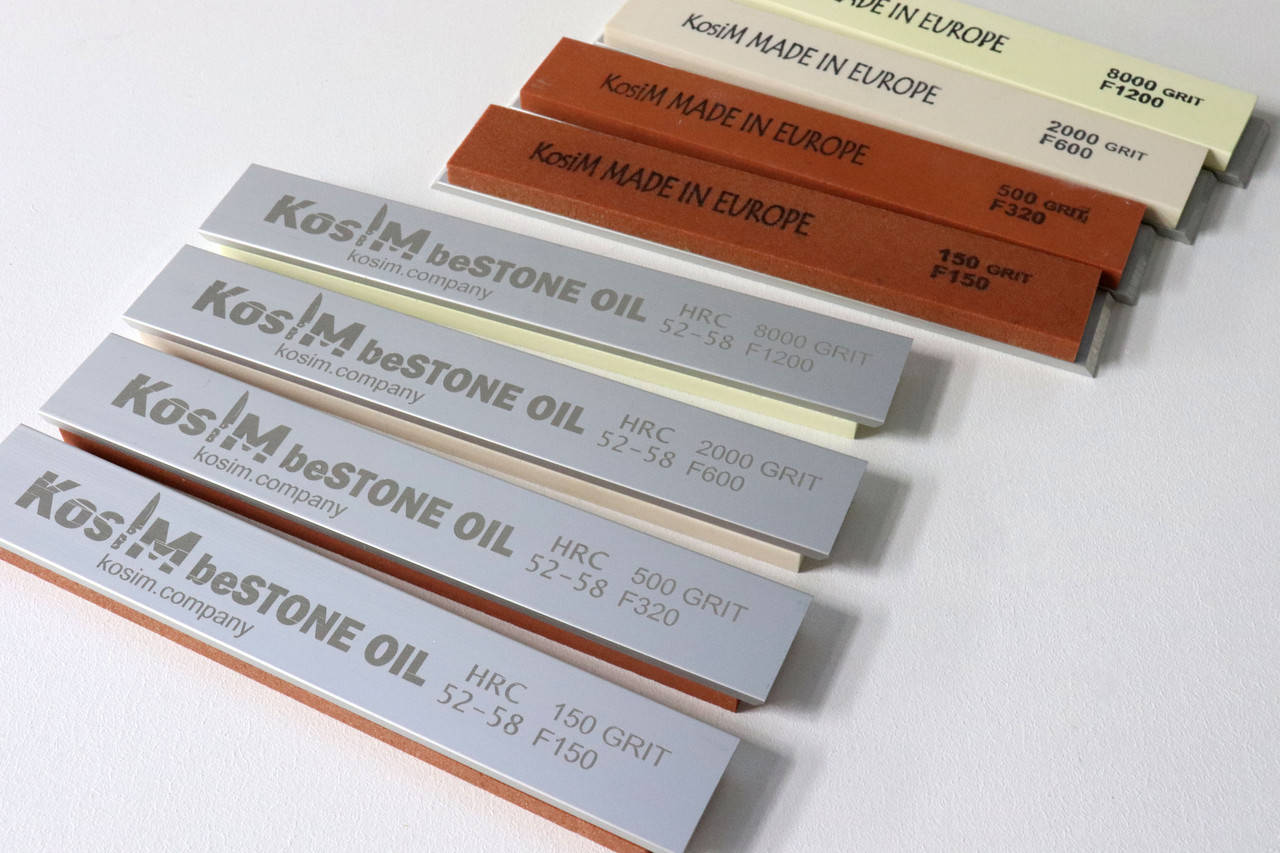 MADE IN EUROPE
8000 GRIT
F1200
KosiM MADE IN EUROPE
2000 GRIT
F600
KosiM MADE IN EUROPE
500 GRIT
F320
KosiM MADE IN EUROPE
150 GRIT
F150
KosiM beSTONE OIL
kosim.company
HRC 8000 GRIT
52-58 F1200
KosiM beSTONE OIL
kosim.company
HRC 2000 GRIT
52-58 F600
KosiM beSTONE OIL
kosim.company
HRC 500 GRIT
52-58 F320
KosiM beSTONE OIL
kosim.company
HRC 150 GRIT
52-58 F150